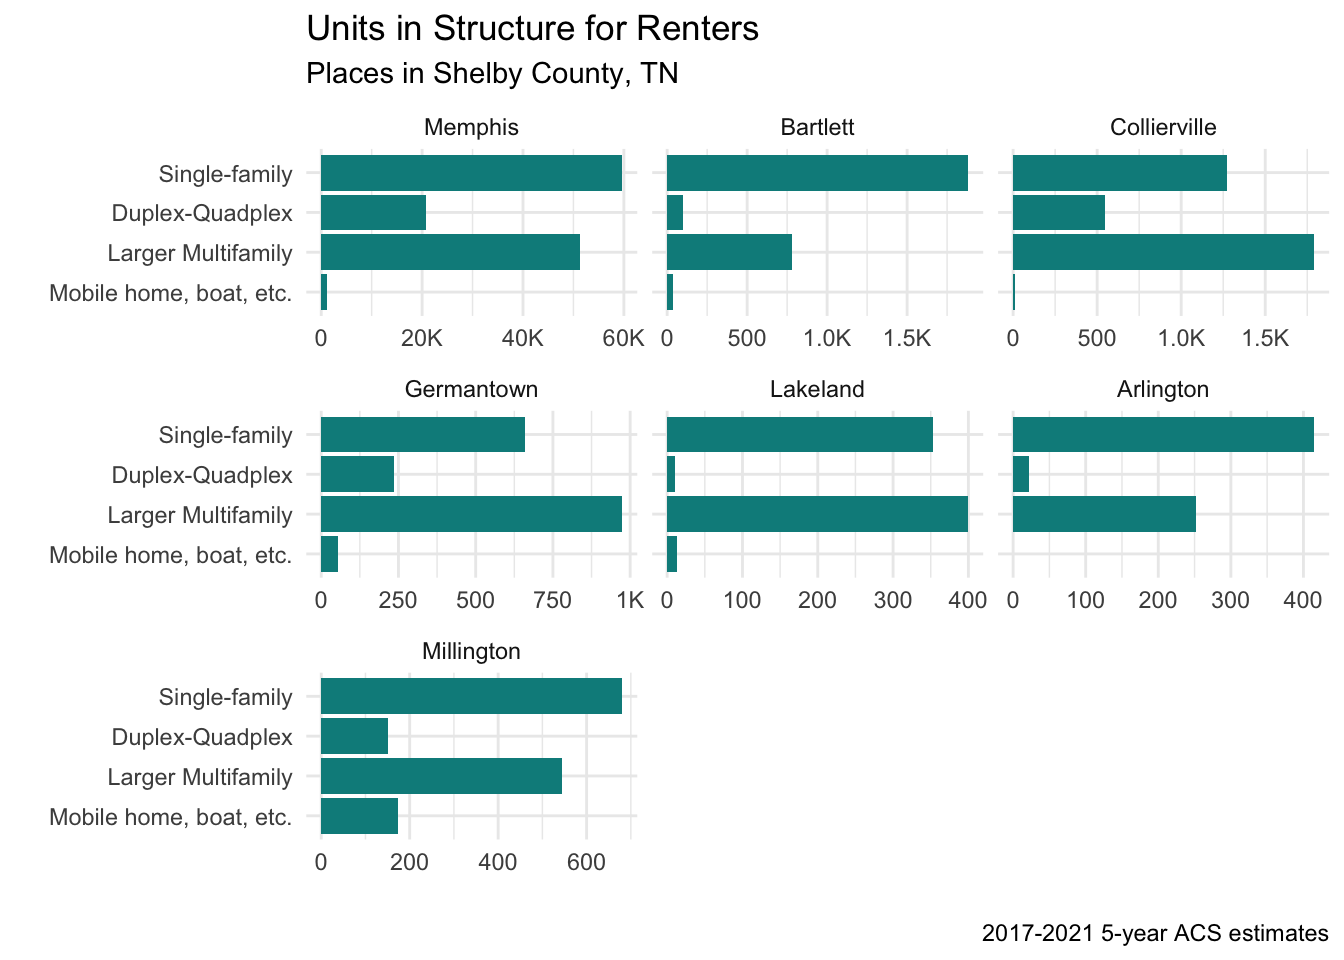 Units in Structure for Renters
Places in Shelby County, TN
Memphis
Bartlett
Collierville
Single-family
Duplex-Quadplex
Larger Multifamily
Mobile home, boat, etc.
0 20K 40K 60K
0 500 1.0K 1.5K
0 500 1.0K 1.5K
Germantown
Lakeland
Arlington
Single-family
Duplex-Quadplex
Larger Multifamily
Mobile home, boat, etc.
0 250 500 750 1K
0 100 200 300 400
0 100 200 300 400
Millington
Single-family
Duplex-Quadplex
Larger Multifamily
Mobile home, boat, etc.
0 200 400 600
2017-2021 5-year ACS estimates